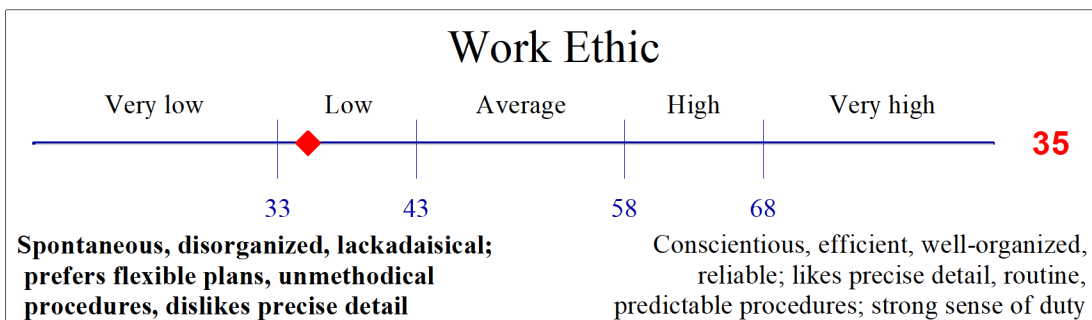 Work Ethic
Very low Low Average High Very high
35
33 43 58 68
Spontaneous, disorganized, lackadaisical;
prefers flexible plans, unmethodical
procedures, dislikes precise detail
Conscientious, efficient, well-organized,
reliable; likes precise detail, routine,
predictable procedures; strong sense of duty